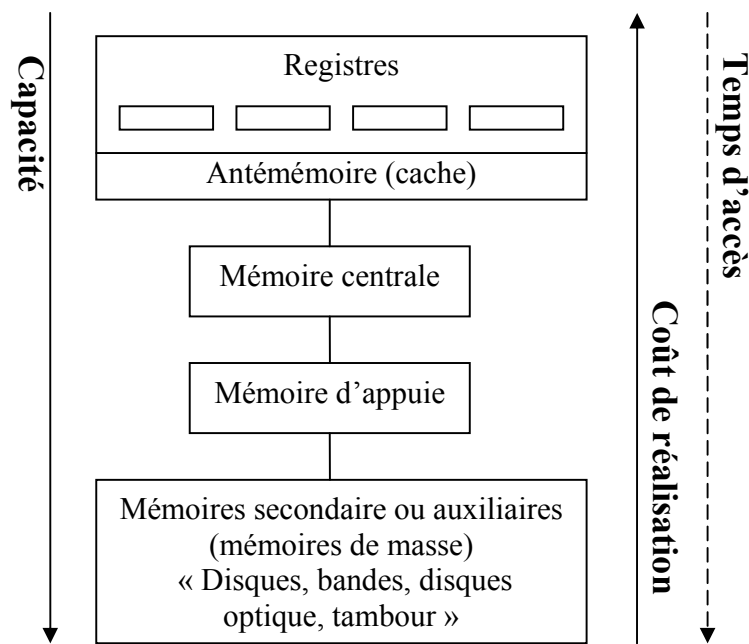 Capacité
Registres
Antémémoire (cache)
Mémoire centrale
Mémoire d’appuie
Mémoires secondaire ou auxiliaires
(mémoires de masse)
« Disques, bandes, disques
optique, tambour »
Coût de réalisation
Temps d’accès